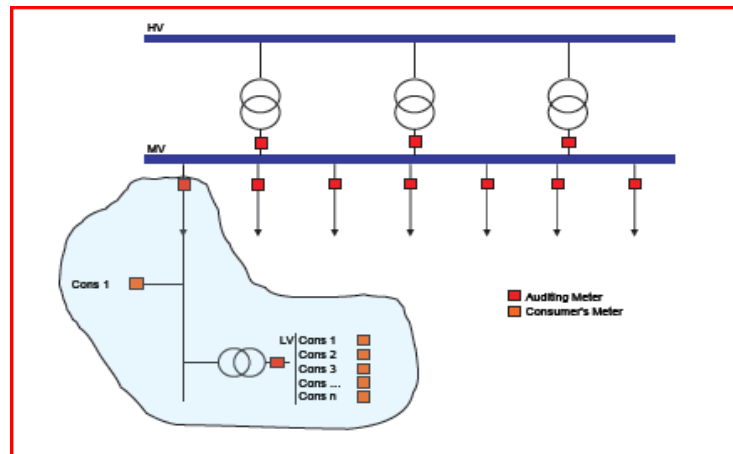 HV
MV
Cons 1
Auditing Meter
Consumer's Meter
LV Cons 1
Cons 2
Cons 3
Cons ...
Cons n